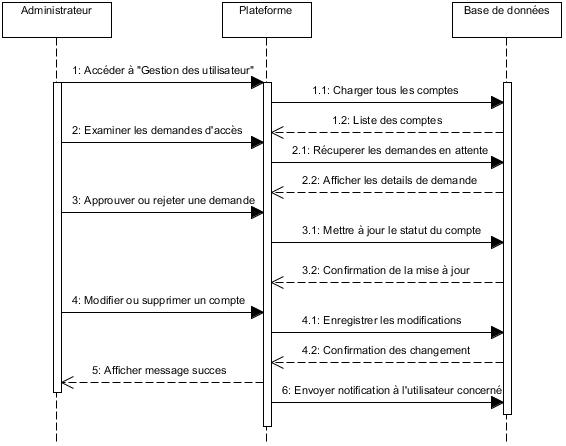 Administrateur
Plateforme
Base de données
1: Accéder à "Gestion des utilisateur"
1.1: Charger tous les comptes
1.2: Liste des comptes
2: Examiner les demandes d'accès
2.1: Récuperer les demandes en attente
2.2: Afficher les details de demande
3: Approuver ou rejeter une demande
3.1: Mettre à jour le statut du compte
3.2: Confirmation de la mise à jour
4: Modifier ou supprimer un compte
4.1: Enregistrer les modifications
4.2: Confirmation des changement
5: Afficher message succes
6: Envoyer notification à l'utilisateur concerné